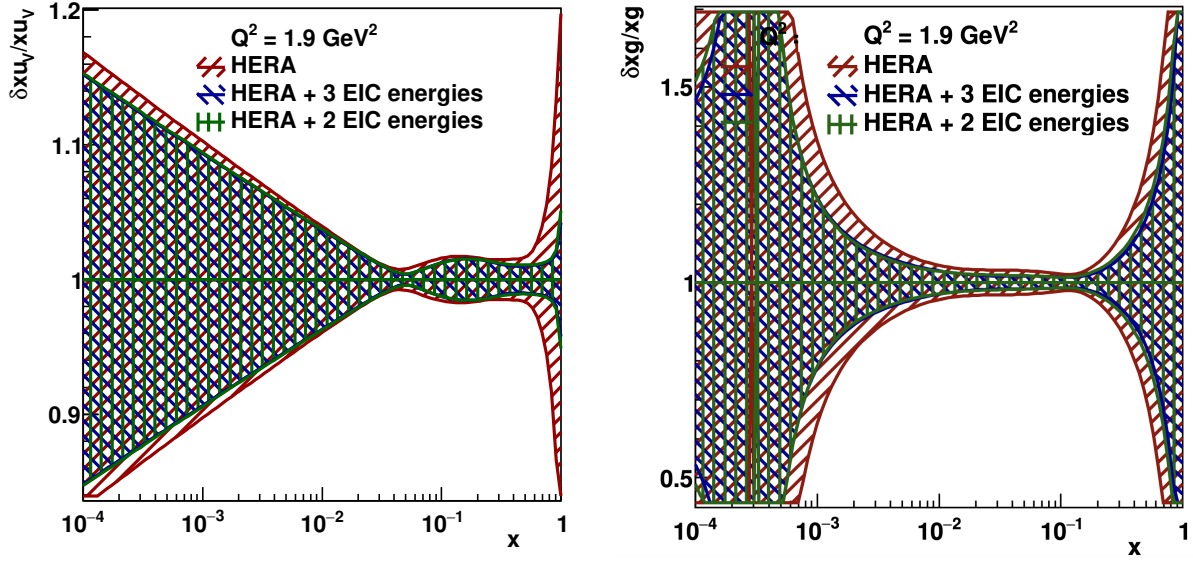 δxu_v/xu_v
1.2
1.1
1
0.9
Q² = 1.9 GeV²
HERA
HERA + 3 EIC energies
HERA + 2 EIC energies
10⁻⁴ 10⁻³ 10⁻² 10⁻¹ 1
x
δxg/xg
1.5
1
0.5
Q² :
Q² = 1.9 GeV²
HERA
HERA + 3 EIC energies
HERA + 2 EIC energies
10⁻⁴ 10⁻³ 10⁻² 10⁻¹ 1
x